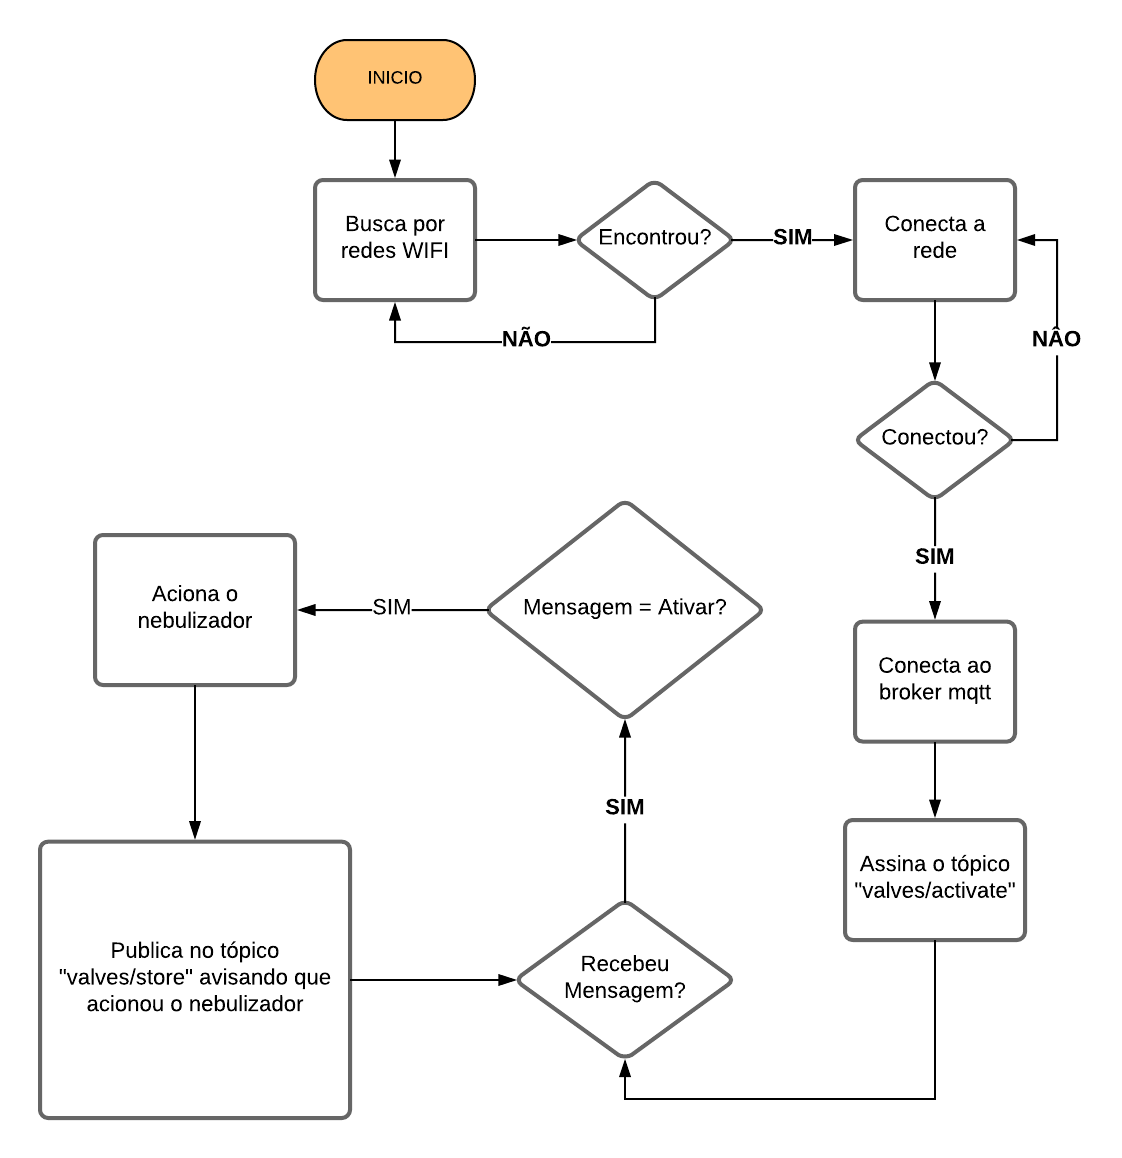 INICIO
Busca por
redes WIFI
Encontrou?
SIM
Conecta a
rede
NÃO
NÃO
Conectou?
SIM
Conecta ao
broker mqtt
Assina o tópico
"valves/activate"
Recebeu
Mensagem?
SIM
Mensagem = Ativar?
SIM
Aciona o
nebulizador
Publica no tópico
"valves/store" avisando que
acionou o nebulizador